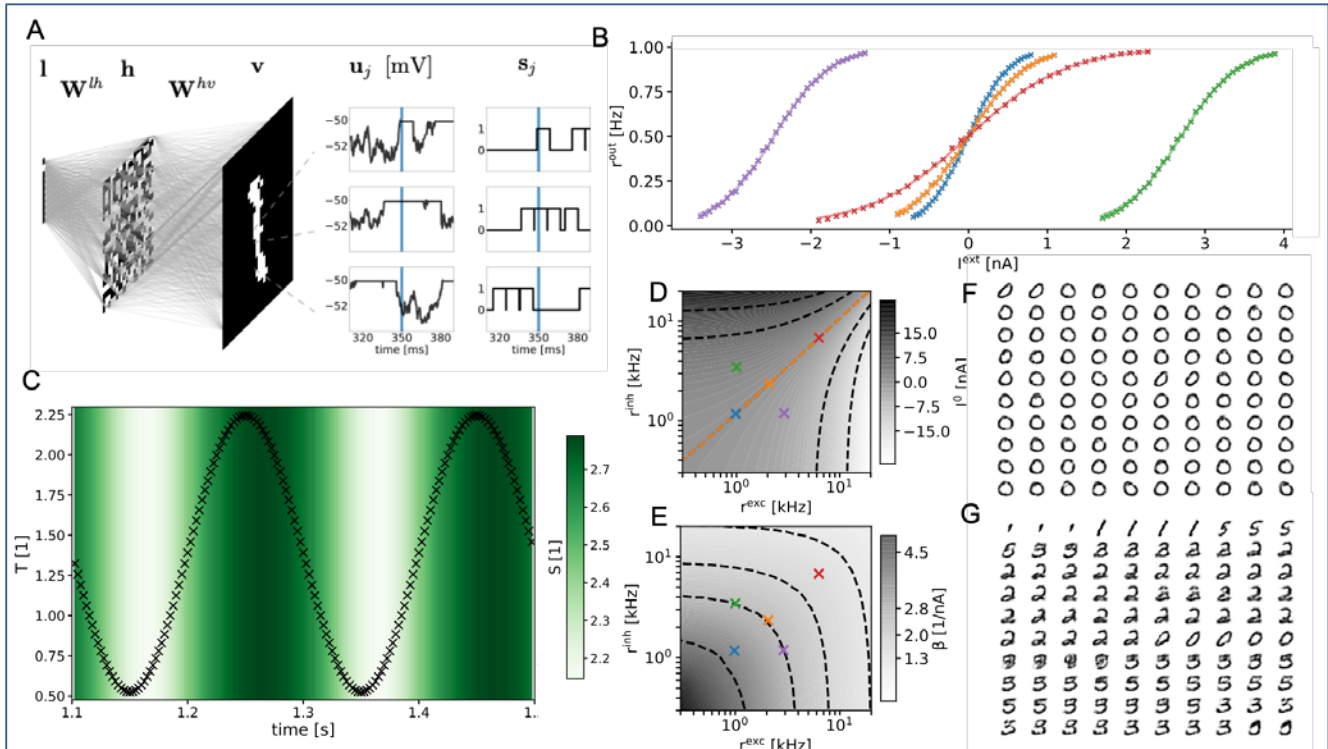 A
l h v u_j [mV] s_j
W^{lh} W^{hv}
−50
−52
−50
−52
−50
−52
320 350 380
time [ms]
1
0
1
0
1
0
320 350 380
time [ms]
B
1.00
0.75
0.50
0.25
0.00
r^{out} [Hz]
−3 −2 −1 0 1 2 3 4
I^{ext} [nA]
C
2.25
2.00
1.75
1.50
1.25
1.00
0.75
0.50
T [1]
1.1 1.2 1.3 1.4 1..
time [s]
2.7
2.6
2.5
2.4
2.3
2.2
S [1]
D
10^1
10^0
r^{inh} [kHz]
10^0 10^1
r^{exc} [kHz]
15.0
7.5
0.0
−7.5
−15.0
I^0 [nA]
E
10^1
10^0
r^{inh} [kHz]
10^0 10^1
r^{exc} [kHz]
4.5
2.8
2.0
1.3
β [1/nA]
F
G